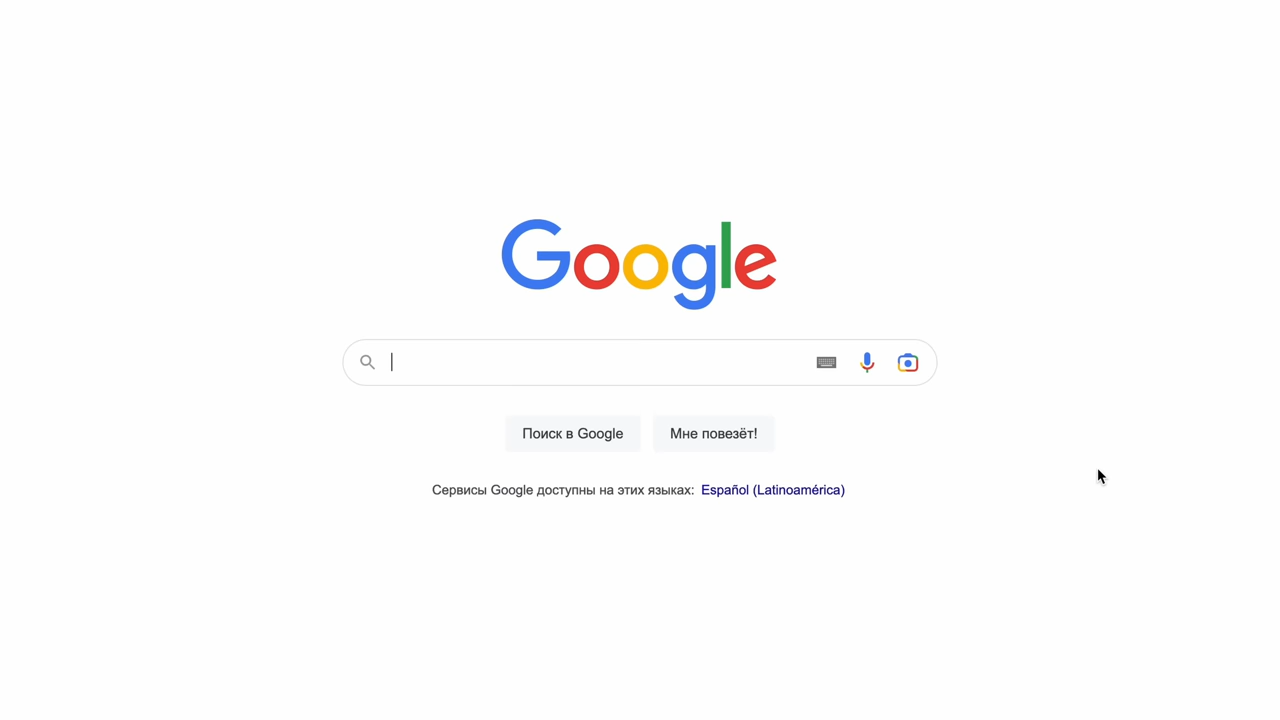 Google
Поиск в Google
Мне повезёт!
Сервисы Google доступны на этих языках: Español (Latinoamérica)